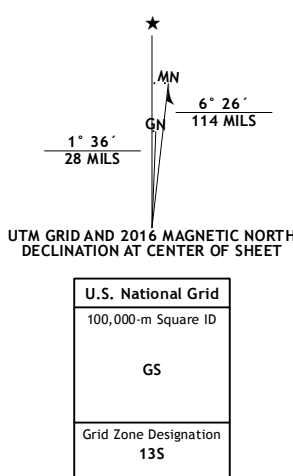 ★
MN
GN
6° 26´
114 MILS
1° 36´
28 MILS
UTM GRID AND 2016 MAGNETIC NORTH
DECLINATION AT CENTER OF SHEET
U.S. National Grid
100,000-m Square ID
GS
Grid Zone Designation
13S